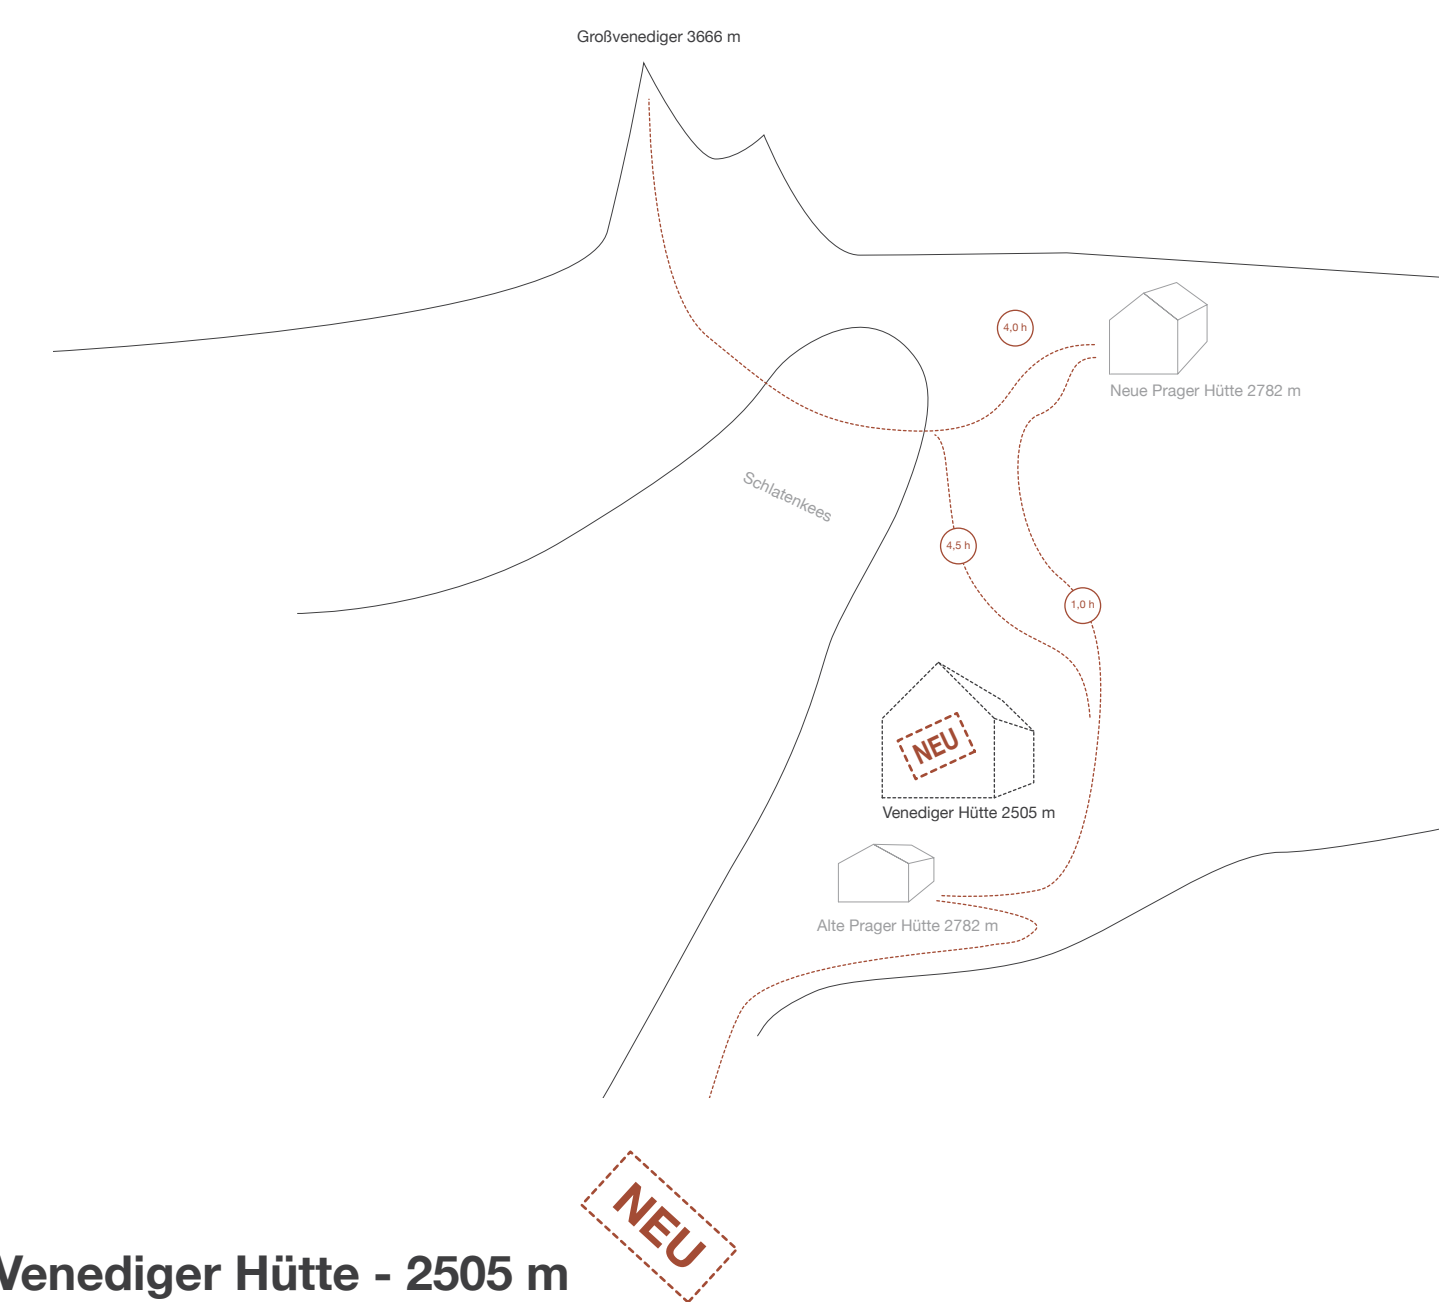 Großvenediger 3666 m
4,0 h
Neue Prager Hütte 2782 m
Schlatenkees
4,5 h
1,0 h
NEU
Venediger Hütte 2505 m
Alte Prager Hütte 2782 m
NEU
Venediger Hütte - 2505 m